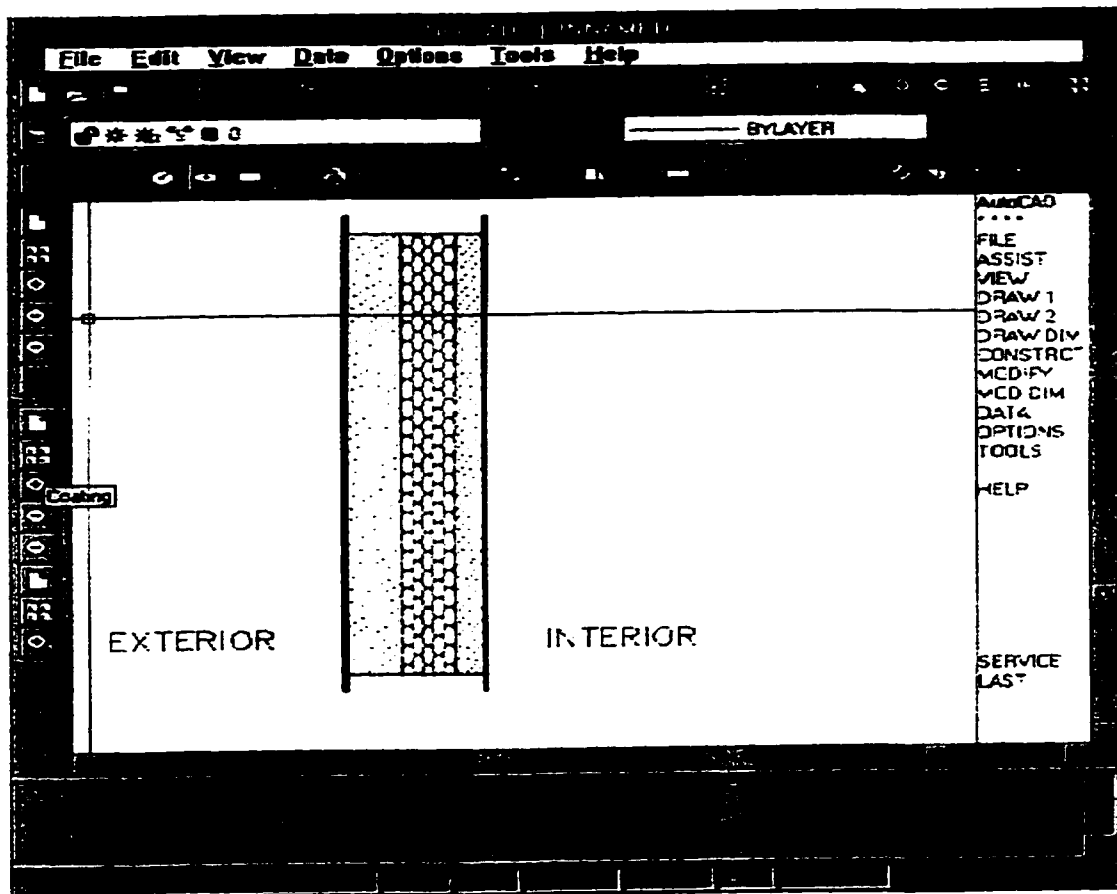 File Edit View Data Options Tools Help
0
BYLAYER
AutoCAD
* * * *
FILE
ASSIST
VIEW
DRAW 1
DRAW 2
DRAW DIM
CONSTRCT
MODIFY
MOD DIM
DATA
OPTIONS
TOOLS
HELP
Coating
EXTERIOR
INTERIOR
SERVICE
LAST